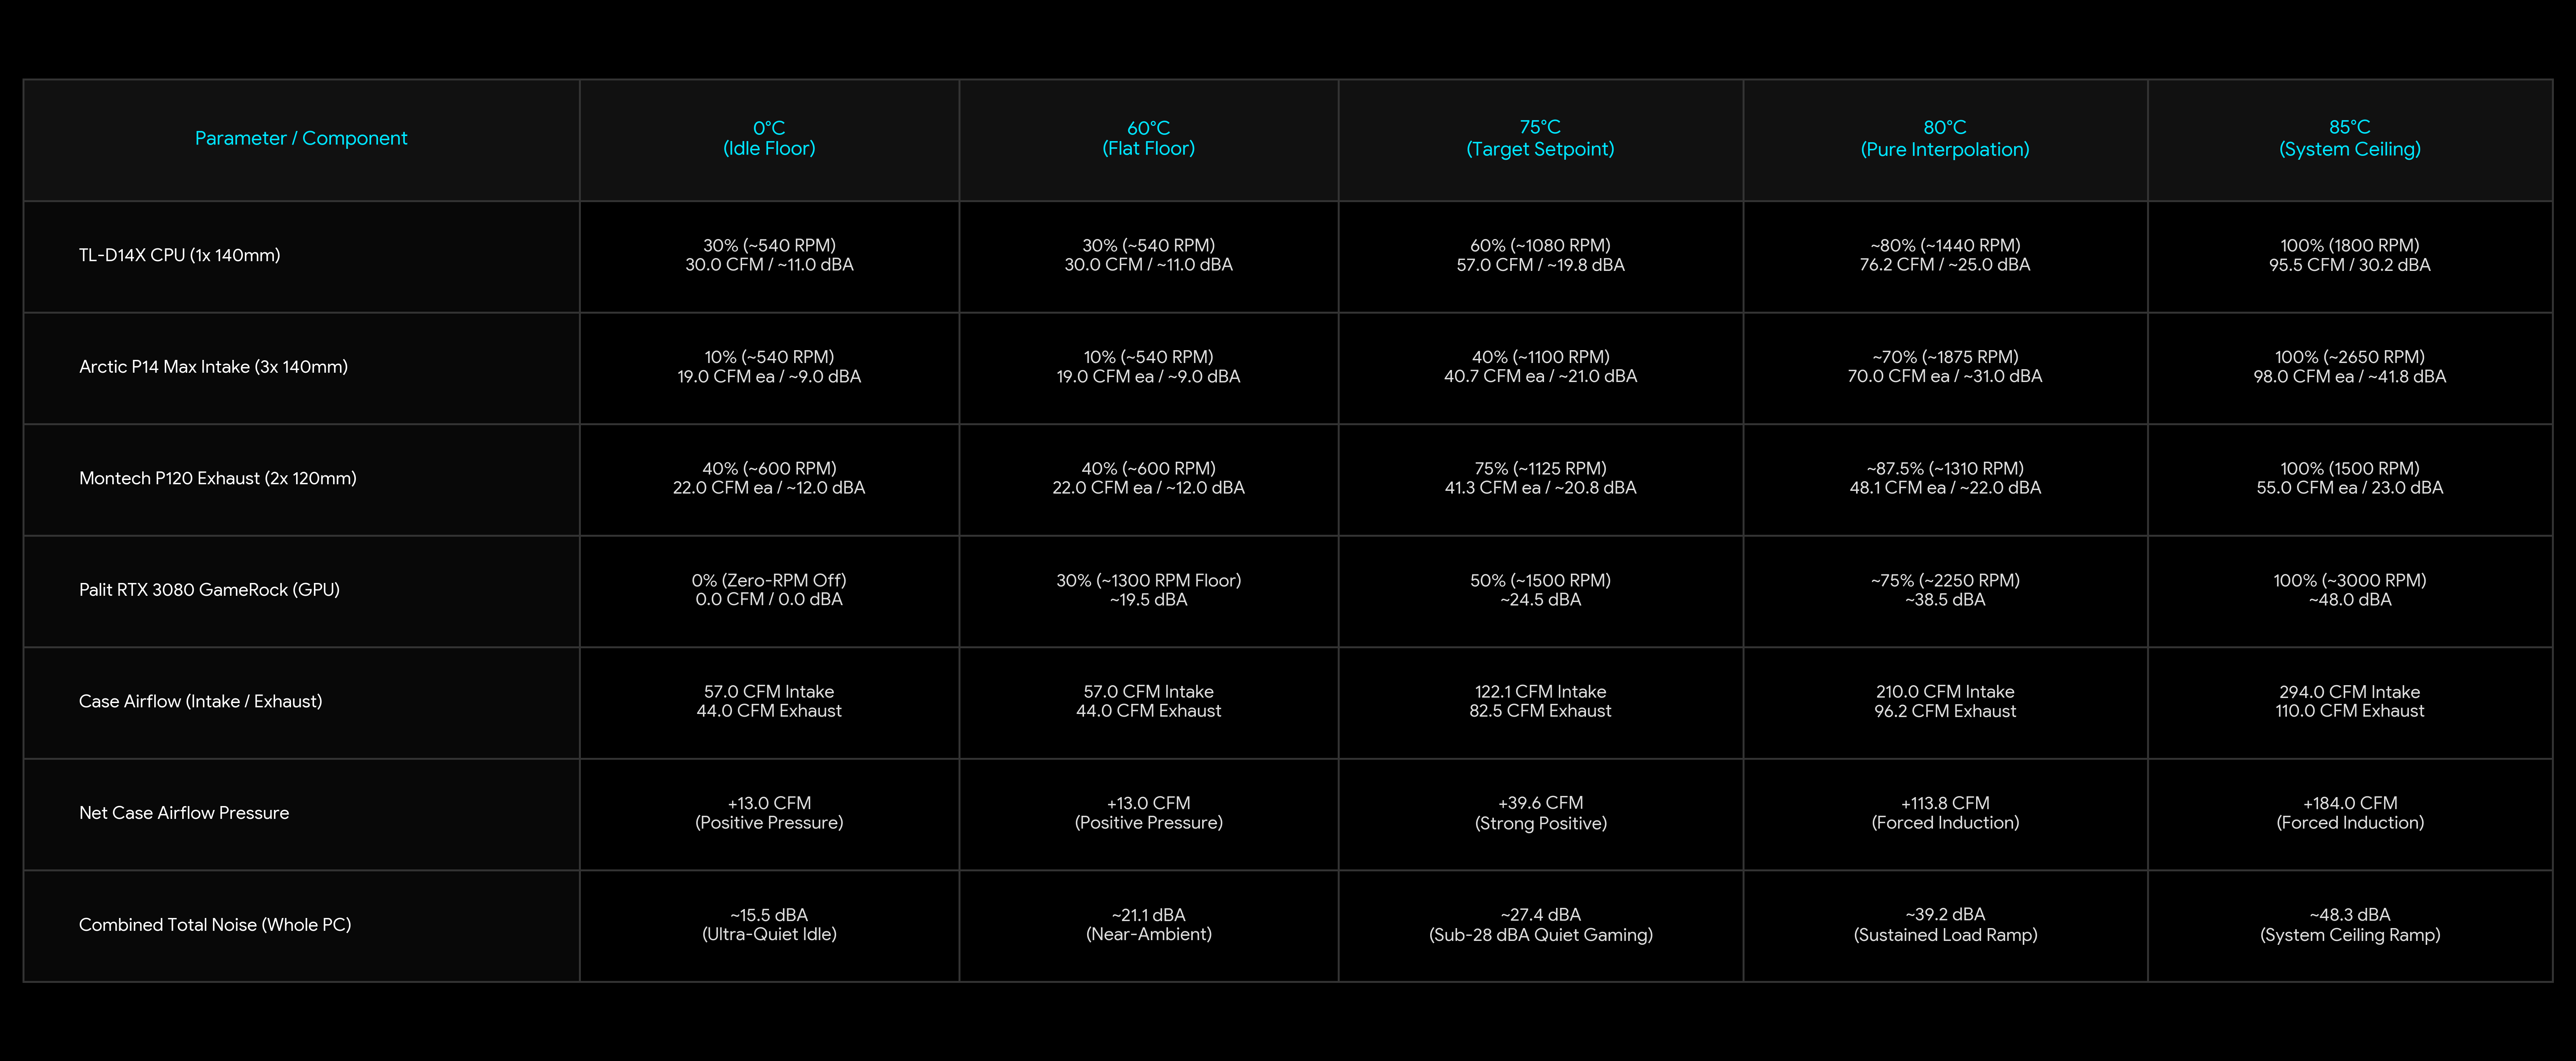 Parameter / Component
0°C
(Idle Floor)
60°C
(Flat Floor)
75°C
(Target Setpoint)
80°C
(Pure Interpolation)
85°C
(System Ceiling)
TL-D14X CPU (1x 140mm)
30% (~540 RPM)
30.0 CFM / ~11.0 dBA
30% (~540 RPM)
30.0 CFM / ~11.0 dBA
60% (~1080 RPM)
57.0 CFM / ~19.8 dBA
~80% (~1440 RPM)
76.2 CFM / ~25.0 dBA
100% (1800 RPM)
95.5 CFM / 30.2 dBA
Arctic P14 Max Intake (3x 140mm)
10% (~540 RPM)
19.0 CFM ea / ~9.0 dBA
10% (~540 RPM)
19.0 CFM ea / ~9.0 dBA
40% (~1100 RPM)
40.7 CFM ea / ~21.0 dBA
~70% (~1875 RPM)
70.0 CFM ea / ~31.0 dBA
100% (~2650 RPM)
98.0 CFM ea / ~41.8 dBA
Montech P120 Exhaust (2x 120mm)
40% (~600 RPM)
22.0 CFM ea / ~12.0 dBA
40% (~600 RPM)
22.0 CFM ea / ~12.0 dBA
75% (~1125 RPM)
41.3 CFM ea / ~20.8 dBA
~87.5% (~1310 RPM)
48.1 CFM ea / ~22.0 dBA
100% (1500 RPM)
55.0 CFM ea / 23.0 dBA
Palit RTX 3080 GameRock (GPU)
0% (Zero-RPM Off)
0.0 CFM / 0.0 dBA
30% (~1300 RPM Floor)
~19.5 dBA
50% (~1500 RPM)
~24.5 dBA
~75% (~2250 RPM)
~38.5 dBA
100% (~3000 RPM)
~48.0 dBA
Case Airflow (Intake / Exhaust)
57.0 CFM Intake
44.0 CFM Exhaust
57.0 CFM Intake
44.0 CFM Exhaust
122.1 CFM Intake
82.5 CFM Exhaust
210.0 CFM Intake
96.2 CFM Exhaust
294.0 CFM Intake
110.0 CFM Exhaust
Net Case Airflow Pressure
+13.0 CFM
(Positive Pressure)
+13.0 CFM
(Positive Pressure)
+39.6 CFM
(Strong Positive)
+113.8 CFM
(Forced Induction)
+184.0 CFM
(Forced Induction)
Combined Total Noise (Whole PC)
~15.5 dBA
(Ultra-Quiet Idle)
~21.1 dBA
(Near-Ambient)
~27.4 dBA
(Sub-28 dBA Quiet Gaming)
~39.2 dBA
(Sustained Load Ramp)
~48.3 dBA
(System Ceiling Ramp)